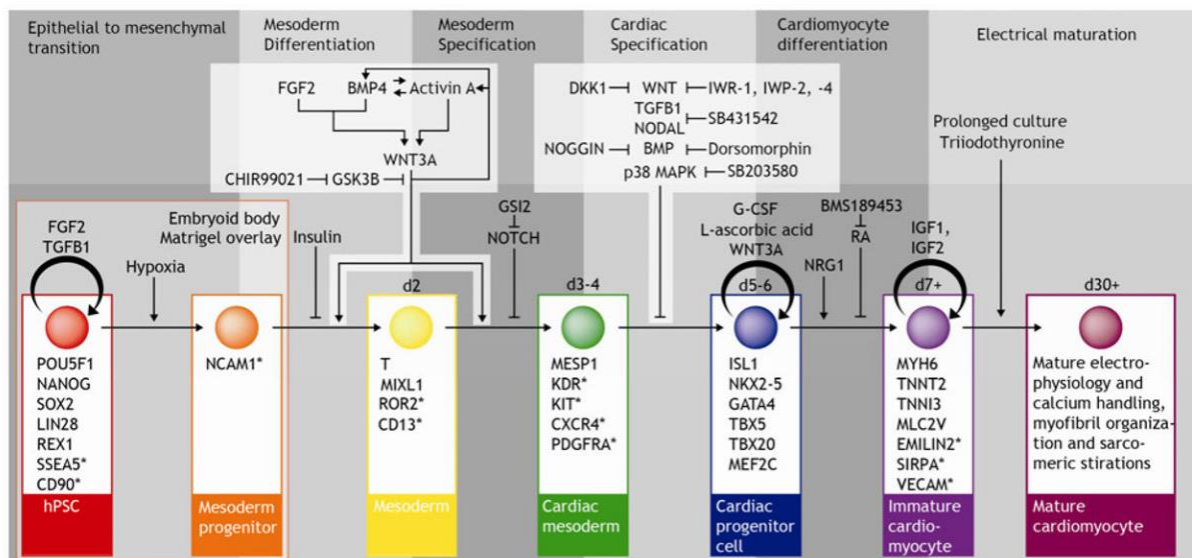 Epithelial to mesenchymal
transition
Mesoderm
Differentiation
Mesoderm
Specification
Cardiac
Specification
Cardiomyocyte
differentiation
Electrical maturation
FGF2
BMP4
Activin A
WNT3A
CHIR99021
GSK3B
DKK1
WNT
IWR-1, IWP-2, -4
TGFB1
NODAL
SB431542
NOGGIN
BMP
Dorsomorphin
p38 MAPK
SB203580
Prolonged culture
Triiodothyronine
FGF2
TGFB1
Hypoxia
Embryoid body
Matrigel overlay
Insulin
GSI2
NOTCH
G-CSF
L-ascorbic acid
WNT3A
NRG1
BMS189453
RA
IGF1,
IGF2
d2
d3-4
d5-6
d7+
d30+
POU5F1
NANOG
SOX2
LIN28
REX1
SSEA5*
CD90*
hPSC
NCAM1*
Mesoderm
progenitor
T
MIXL1
ROR2*
CD13*
Mesoderm
MESP1
KDR*
KIT*
CXCR4*
PDGFRA*
Cardiac
mesoderm
ISL1
NKX2-5
GATA4
TBX5
TBX20
MEF2C
Cardiac
progenitor
cell
MYH6
TNNT2
TNNI3
MLC2V
EMILIN2*
SIRPA*
VECAM*
Immature
cardio-
myocyte
Mature electro-
physiology and
calcium handling,
myofibril organiza-
tion and sarco-
meric stirations
Mature
cardiomyocyte